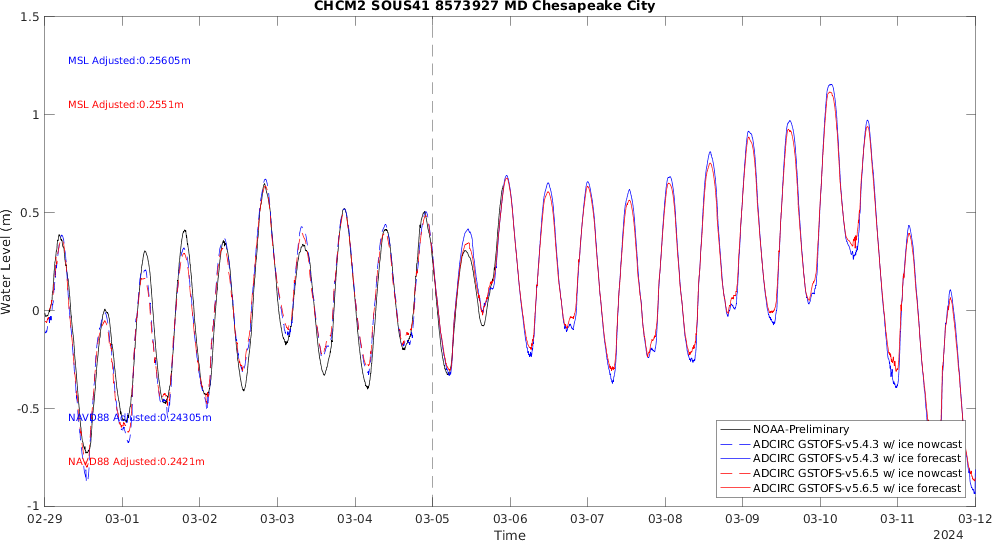 CHCM2 SOUS41 8573927 MD Chesapeake City
1.5
1
0.5
0
-0.5
-1
Water Level (m)
MSL Adjusted:0.25605m
MSL Adjusted:0.2551m
NAVD88 Adjusted:0.24305m
NAVD88 Adjusted:0.2421m
NOAA-Preliminary
ADCIRC GSTOFS-v5.4.3 w/ ice nowcast
ADCIRC GSTOFS-v5.4.3 w/ ice forecast
ADCIRC GSTOFS-v5.6.5 w/ ice nowcast
ADCIRC GSTOFS-v5.6.5 w/ ice forecast
02-29 03-01 03-02 03-03 03-04 03-05 03-06 03-07 03-08 03-09 03-10 03-11 03-12
Time
2024